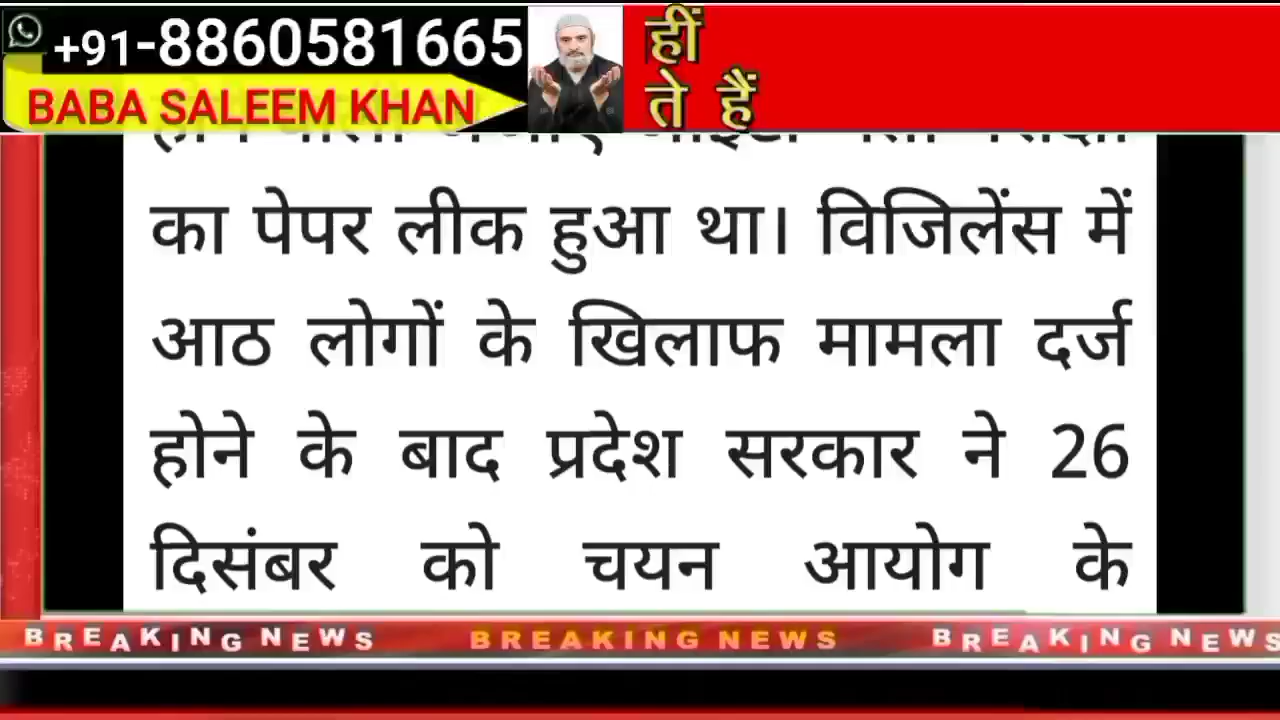 +91-8860581665
BABA SALEEM KHAN
हीं
ते हैं
का पेपर लीक हुआ था। विजिलेंस में
आठ लोगों के खिलाफ मामला दर्ज
होने के बाद प्रदेश सरकार ने 26
दिसंबर को चयन आयोग के
BREAKING NEWS BREAKING NEWS BREAKING NEWS